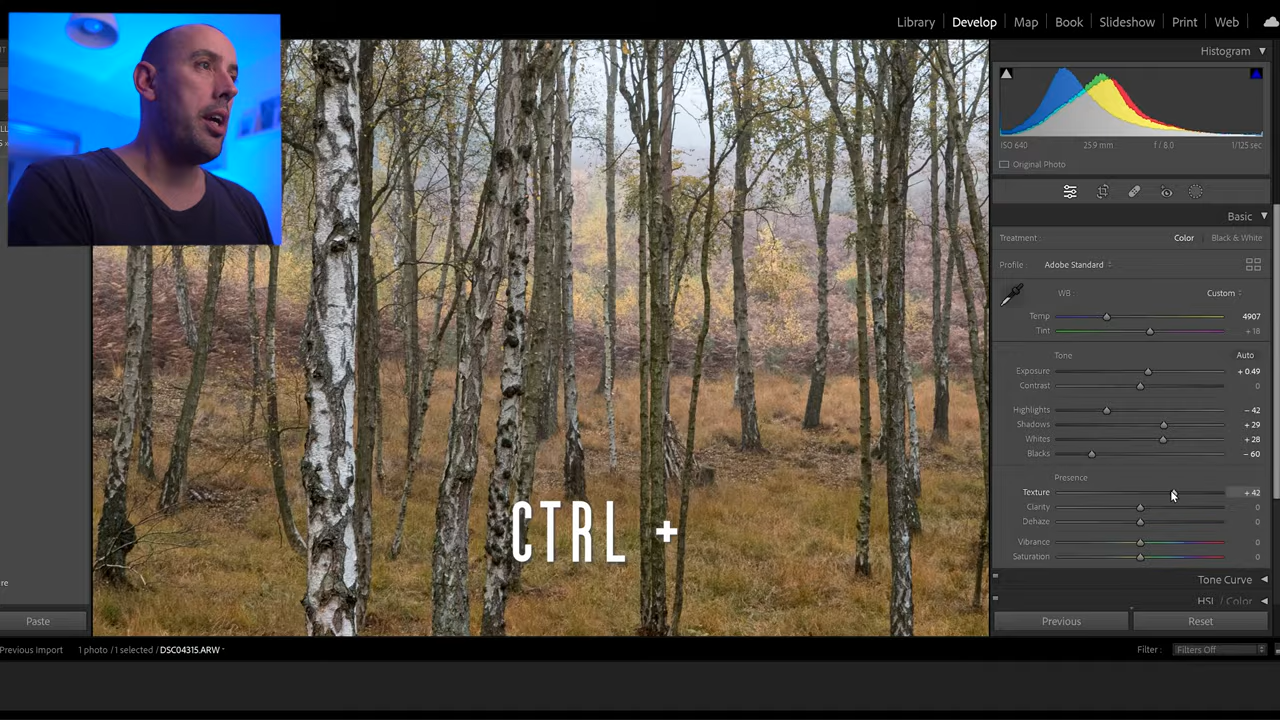 Library Develop Map Book Slideshow Print Web
Histogram
ISO 640 25.9 mm f / 8.0 1/125 sec
Original Photo
Basic
Treatment : Color Black & White
Profile : Adobe Standard
WB : Custom
Temp 4907
Tint + 18
Tone Auto
Exposure + 0.49
Contrast 0
Highlights – 42
Shadows + 29
Whites + 28
Blacks – 60
Presence
Texture + 42
Clarity 0
Dehaze 0
Vibrance 0
Saturation 0
CTRL +
Tone Curve
HSL / Color
re
Paste
Previous Reset
Previous Import 1 photo / 1 selected / DSC04315.ARW
Filter : Filters Off